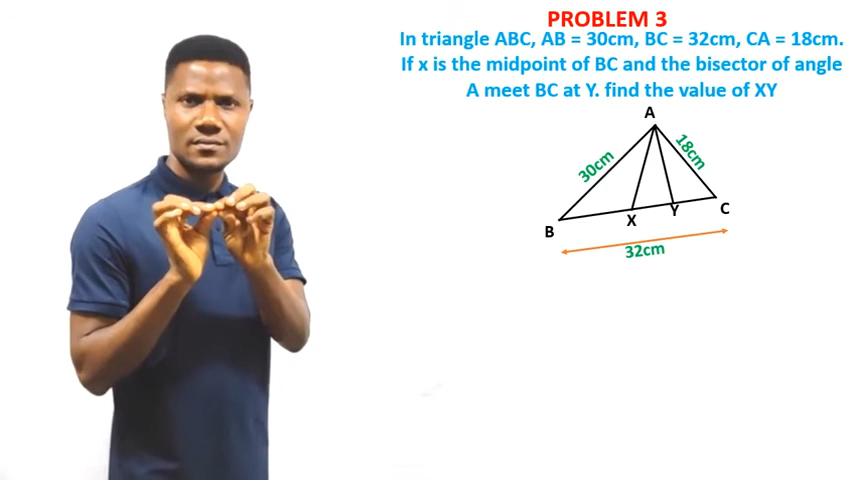 PROBLEM 3
In triangle ABC, AB = 30cm, BC = 32cm, CA = 18cm.
If x is the midpoint of BC and the bisector of angle
A meet BC at Y. find the value of XY
A
30cm
18cm
B
X
Y
C
32cm